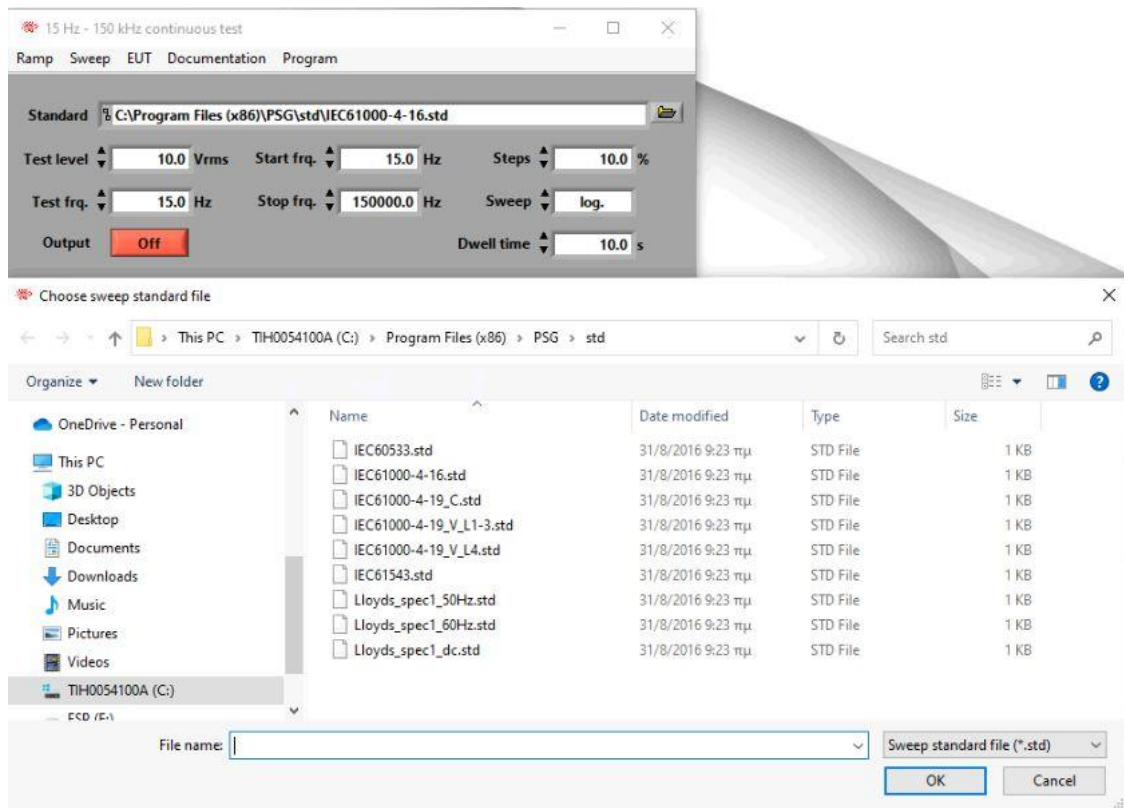 15 Hz - 150 kHz continuous test
Ramp Sweep EUT Documentation Program
Standard C:\Program Files (x86)\PSG\std\IEC61000-4-16.std
Test level 10.0 Vrms Start frq. 15.0 Hz Steps 10.0 %
Test frq. 15.0 Hz Stop frq. 150000.0 Hz Sweep log.
Output Off Dwell time 10.0 s
Choose sweep standard file
This PC > TIH0054100A (C:) > Program Files (x86) > PSG > std Search std
Organize New folder
OneDrive - Personal
This PC
3D Objects
Desktop
Documents
Downloads
Music
Pictures
Videos
TIH0054100A (C:)
ESP (F:)
Name Date modified Type Size
IEC60533.std 31/8/2016 9:23 πμ STD File 1 KB
IEC61000-4-16.std 31/8/2016 9:23 πμ STD File 1 KB
IEC61000-4-19_C.std 31/8/2016 9:23 πμ STD File 1 KB
IEC61000-4-19_V_L1-3.std 31/8/2016 9:23 πμ STD File 1 KB
IEC61000-4-19_V_L4.std 31/8/2016 9:23 πμ STD File 1 KB
IEC61543.std 31/8/2016 9:23 πμ STD File 1 KB
Lloyds_spec1_50Hz.std 31/8/2016 9:23 πμ STD File 1 KB
Lloyds_spec1_60Hz.std 31/8/2016 9:23 πμ STD File 1 KB
Lloyds_spec1_dc.std 31/8/2016 9:23 πμ STD File 1 KB
File name: Sweep standard file (*.std)
OK Cancel